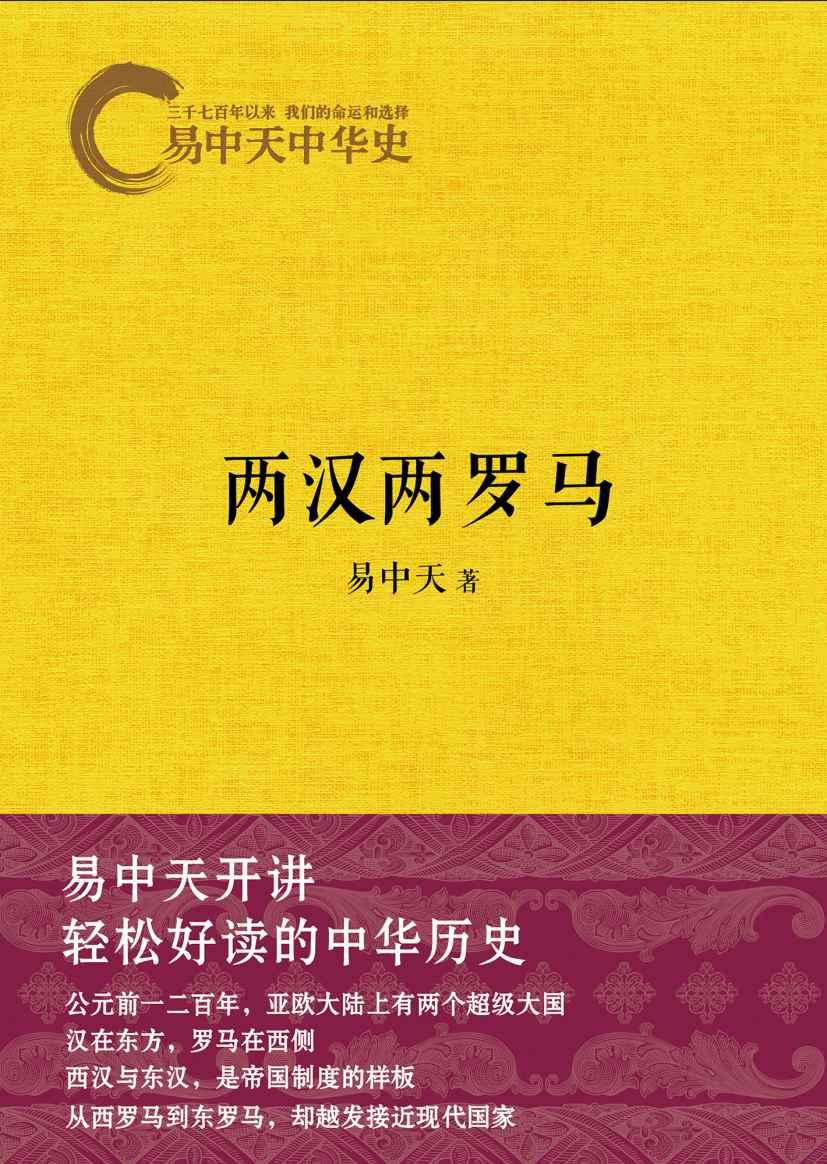 三千七百年以来 我们的命运和选择
易中天中华史
两汉两罗马
易中天 著
易中天开讲
轻松好读的中华历史
公元前一二百年，亚欧大陆上有两个超级大国
汉在东方，罗马在西侧
西汉与东汉，是帝国制度的样板
从西罗马到东罗马，却越发接近现代国家